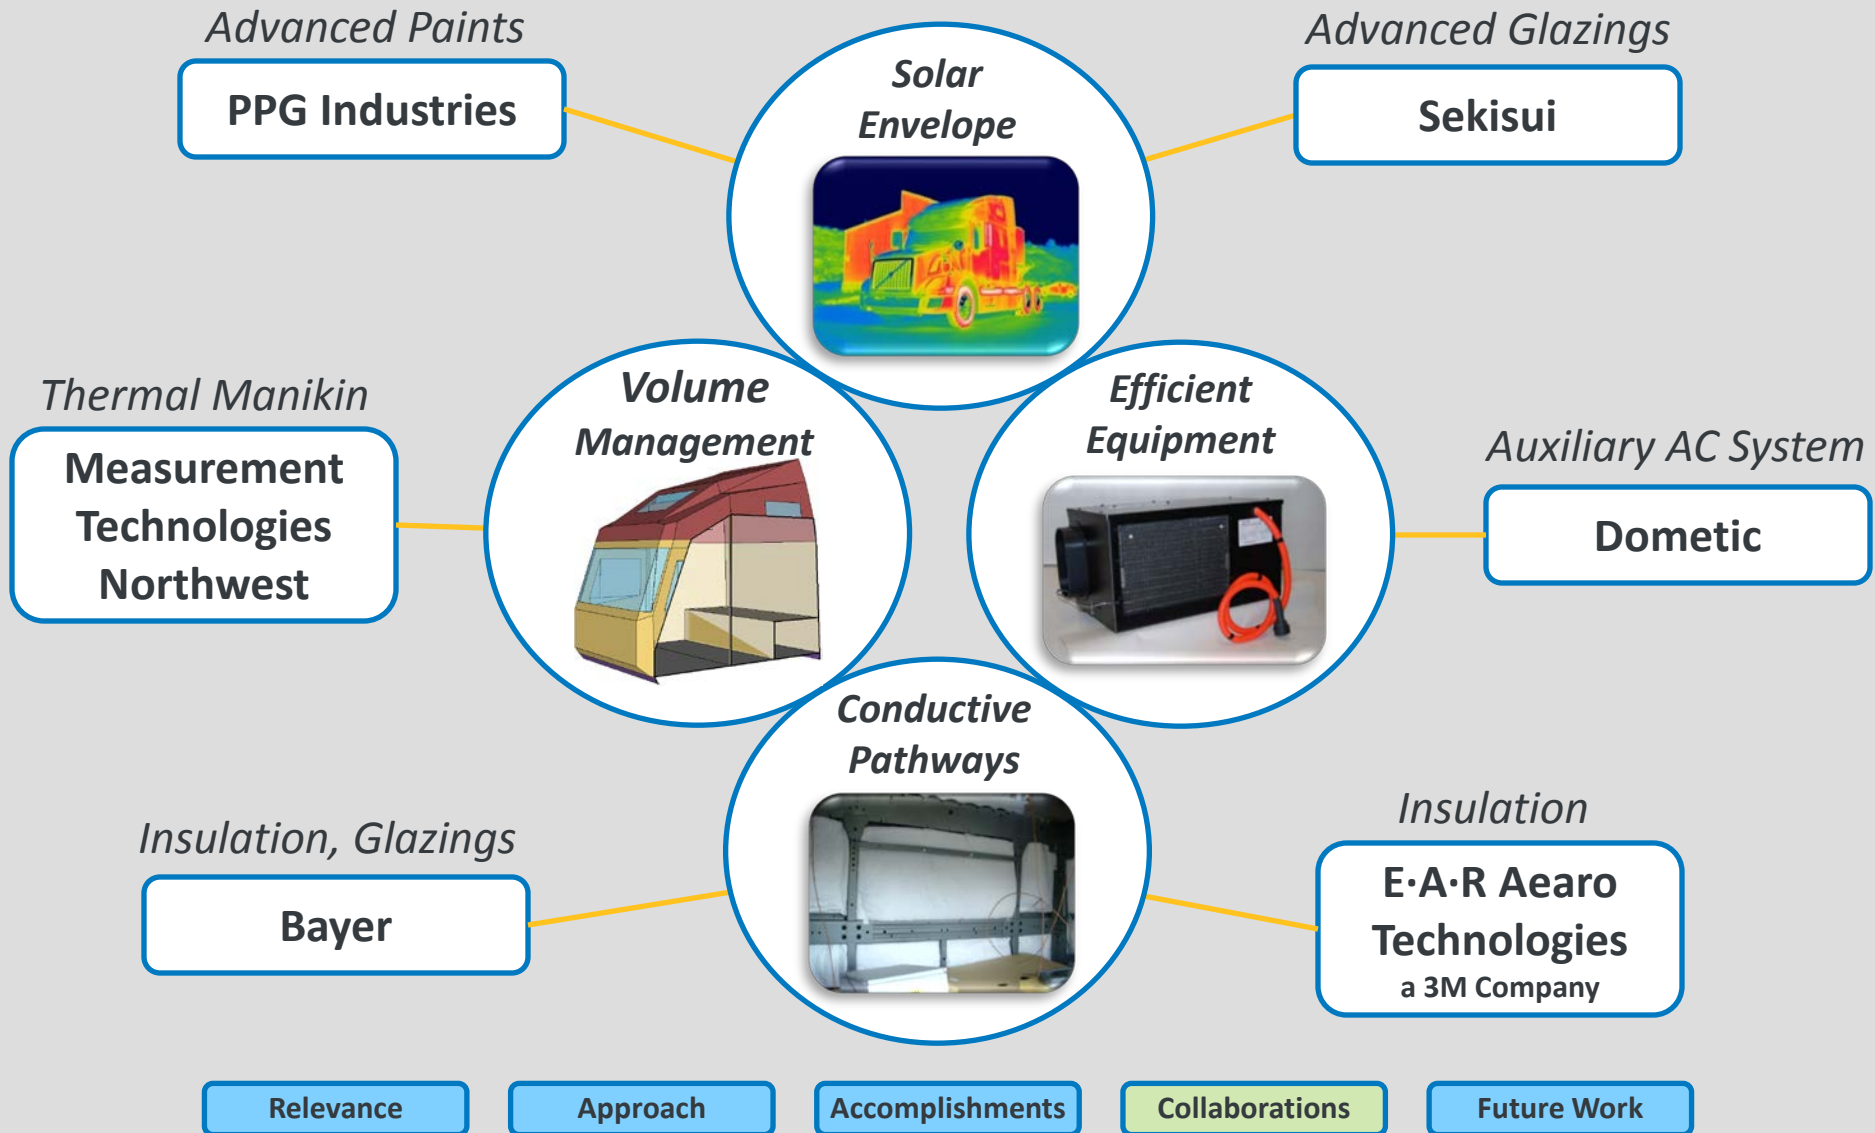 Advanced Paints
PPG Industries
Solar
Envelope
Advanced Glazings
Sekisui
Thermal Manikin
Measurement
Technologies
Northwest
Volume
Management
Efficient
Equipment
Auxiliary AC System
Dometic
Conductive
Pathways
Insulation, Glazings
Bayer
Insulation
E·A·R Aearo
Technologies
a 3M Company
Relevance
Approach
Accomplishments
Collaborations
Future Work